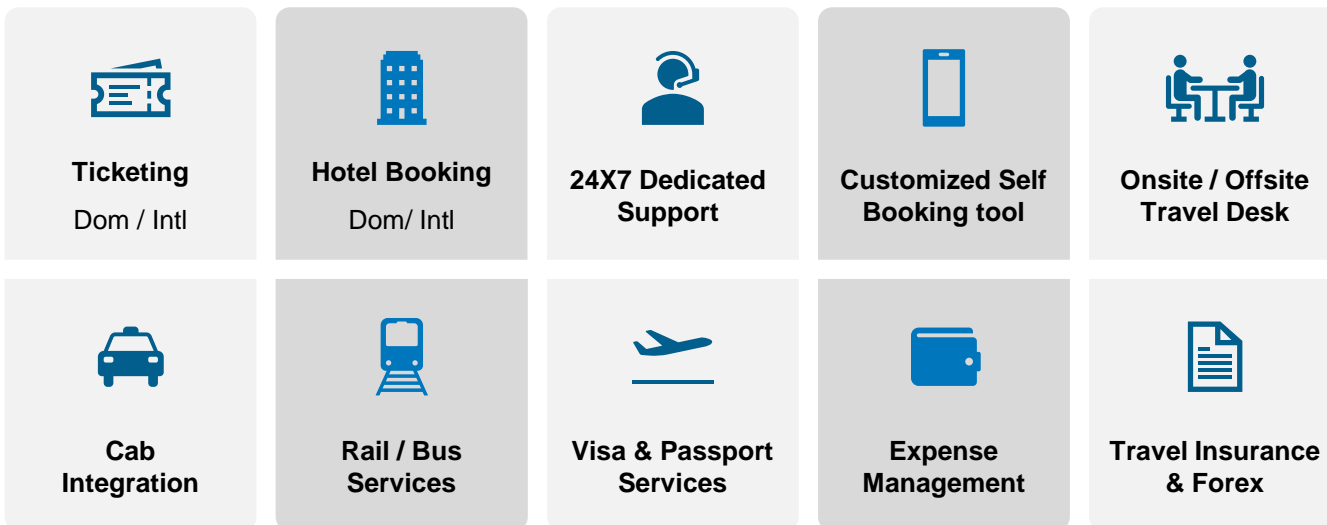 Ticketing
Dom / Intl
Hotel Booking
Dom/ Intl
24X7 Dedicated
Support
Customized Self
Booking tool
Onsite / Offsite
Travel Desk
Cab
Integration
Rail / Bus
Services
Visa & Passport
Services
Expense
Management
Travel Insurance
& Forex